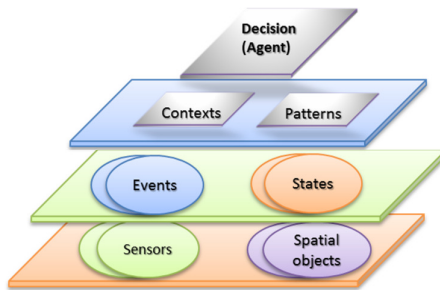 Decision
(Agent)
Contexts Patterns
Events States
Sensors Spatial
objects